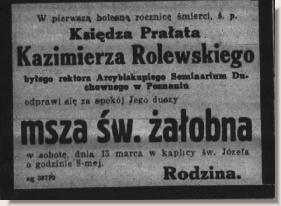 W pierwszą bolesną rocznicę śmierci, ś. p.
Księdza Prałata
Kazimierza Rolewskiego
byłego rektora Arcybiskupiego Seminarium Du-
chownego w Poznaniu
odprawi się za spokój Jego duszy
msza św. żałobna
w sobotę, dnia 13 marca w kaplicy św. Józefa
o godzinie 8-mej.
Rodzina.